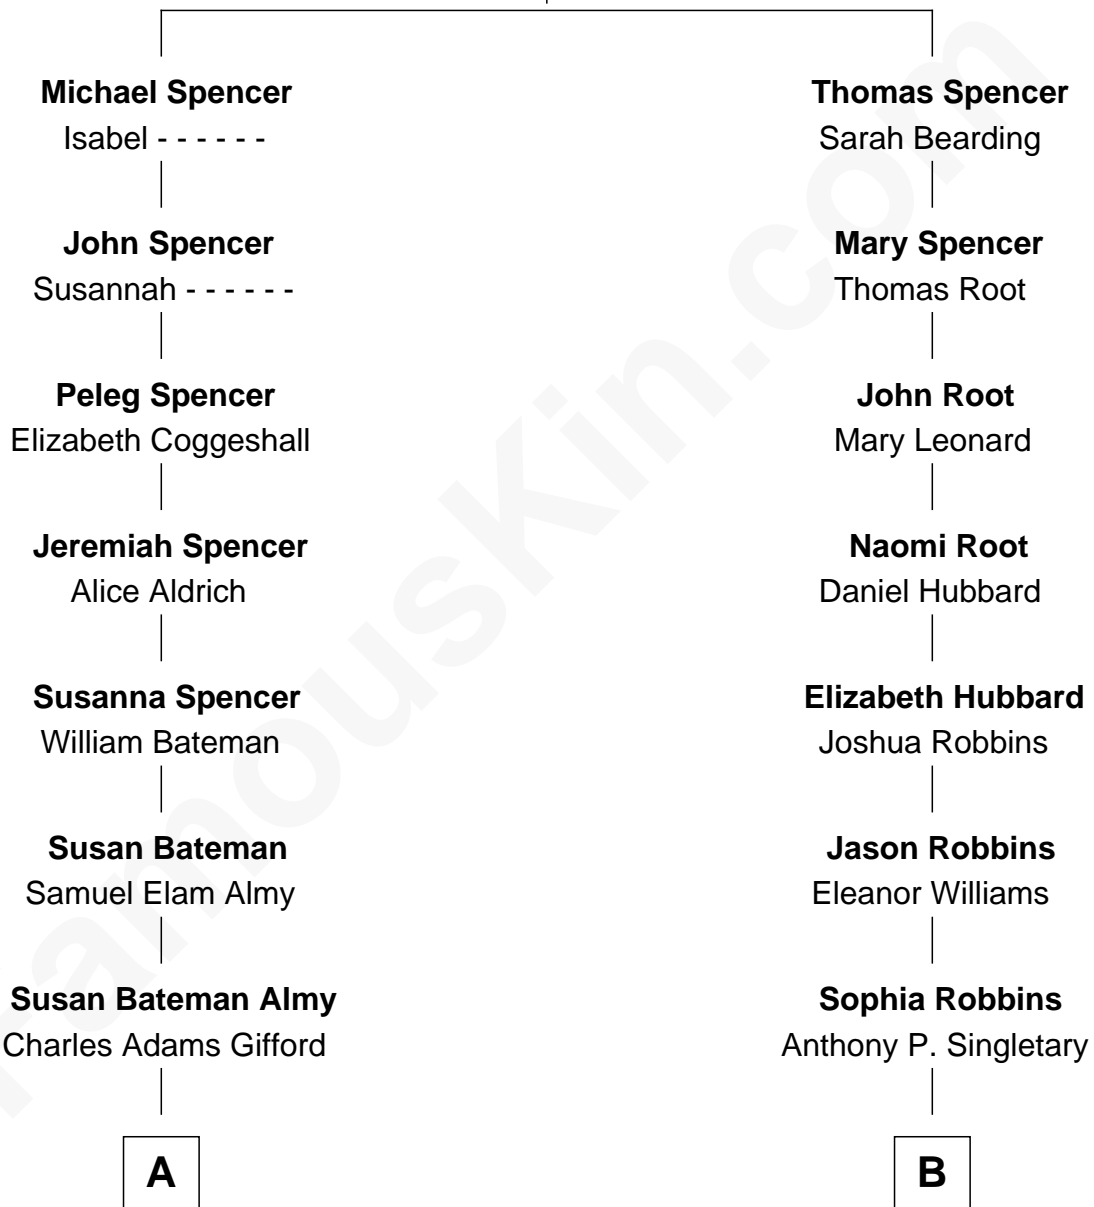 Michael Spencer
Isabel - - - - - -
Thomas Spencer
Sarah Bearding
John Spencer
Susannah - - - - - -
Mary Spencer
Thomas Root
Peleg Spencer
Elizabeth Coggeshall
John Root
Mary Leonard
Jeremiah Spencer
Alice Aldrich
Naomi Root
Daniel Hubbard
Susanna Spencer
William Bateman
Elizabeth Hubbard
Joshua Robbins
Susan Bateman
Samuel Elam Almy
Jason Robbins
Eleanor Williams
Susan Bateman Almy
Charles Adams Gifford
Sophia Robbins
Anthony P. Singletary
A
B
FamousKin.com